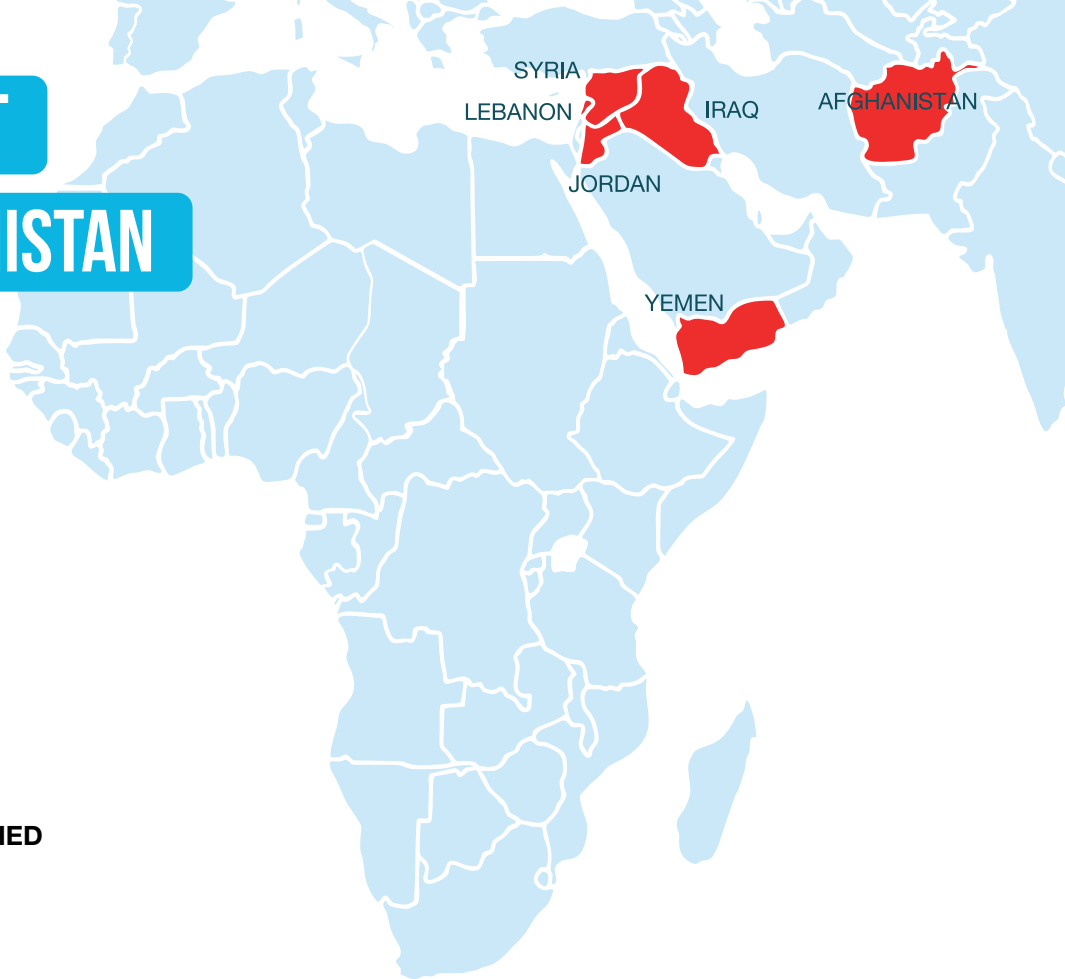 T
ISTAN
SYRIA
LEBANON
IRAQ
AFGHANISTAN
JORDAN
YEMEN
IED